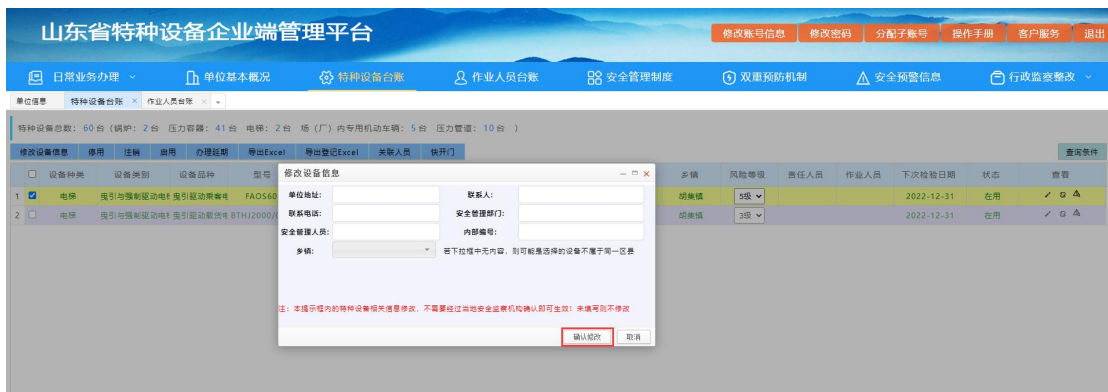 山东省特种设备企业端管理平台
修改账号信息 修改密码 分配子账号 操作手册 客户服务 退出
日常业务办理 单位基本概况 特种设备台账 作业人员台账 安全管理制度 双重预防机制 安全预警信息 行政监察整改
单位信息 特种设备台账 × 作业人员台账 ×
特种设备总数: 60 台 (锅炉: 2 台 压力容器: 41 台 电梯: 2 台 场(厂)内专用机动车辆: 5 台 压力管道: 10 台 )
修改设备信息 停用 注销 启用 办理延期 导出Excel 导出登记Excel 关联人员 快开门 查询条件
设备种类 设备类别 设备品种 型号 乡镇 风险等级 责任人员 作业人员 下次检验日期 状态 查看
1 电梯 曳引与强制驱动电 曳引驱动乘客电 FAOS60 胡集镇 5级 2022-12-31 在用
2 电梯 曳引与强制驱动电 曳引驱动载货电 BTHJ2000/ 胡集镇 3级 2022-12-31 在用
修改设备信息
单位地址: 联系人:
联系电话: 安全管理部门:
安全管理人员: 内部编号:
乡镇: 若下拉框中无内容, 则可能是选择的设备不属于同一区县
注: 本提示框内的特种设备相关信息修改, 不需要经过当地安全监察机构确认即可生效! 未填写则不修改
确认修改 取消